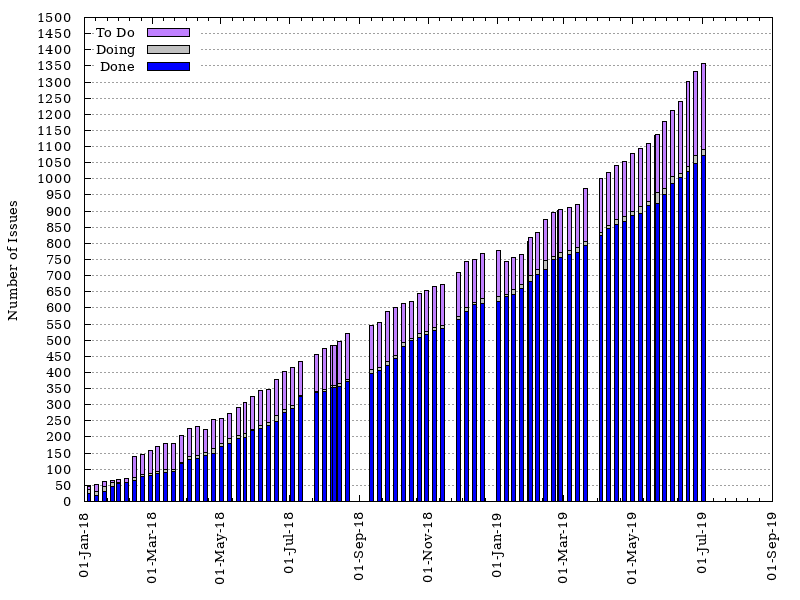 1500
1450
1400
1350
1300
1250
1200
1150
1100
1050
1000
950
900
850
800
750
700
650
600
550
500
450
400
350
300
250
200
150
100
50
0
To Do
Doing
Done
Number of Issues
01-Jan-18
01-Mar-18
01-May-18
01-Jul-18
01-Sep-18
01-Nov-18
01-Jan-19
01-Mar-19
01-May-19
01-Jul-19
01-Sep-19